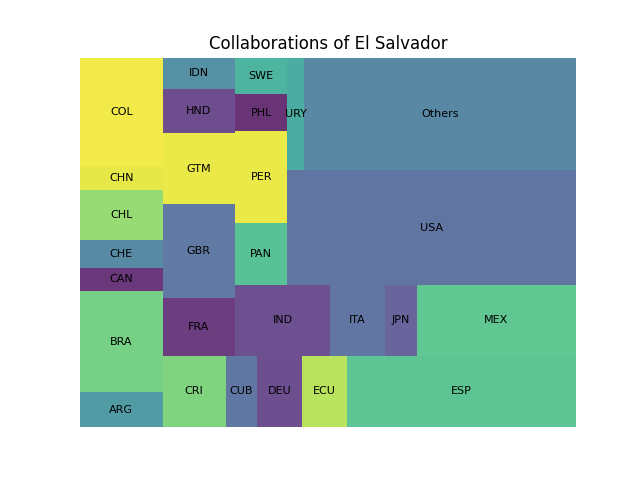 Collaborations of El Salvador
COL
IDN
SWE
URY
Others
HND
PHL
CHN
GTM
PER
CHL
USA
CHE
GBR
PAN
CAN
BRA
FRA
IND
ITA
JPN
MEX
ARG
CRI
CUB
DEU
ECU
ESP